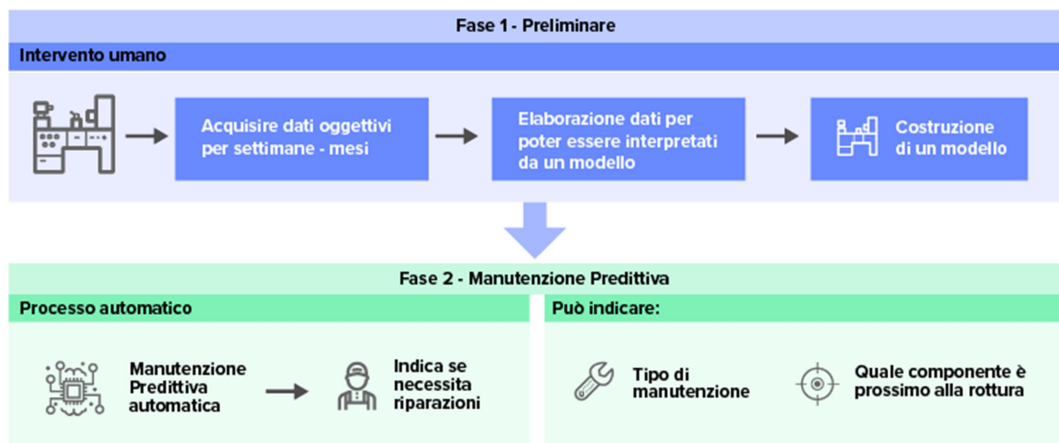 Fase 1 - Preliminare
Intervento umano
Acquisire dati oggettivi
per settimane - mesi
Elaborazione dati per
poter essere interpretati
da un modello
Costruzione
di un modello
Fase 2 - Manutenzione Predittiva
Processo automatico
Manutenzione
Predittiva
automatica
Indica se
necessita
riparazioni
Può indicare:
Tipo di
manutenzione
Quale componente è
prossimo alla rottura